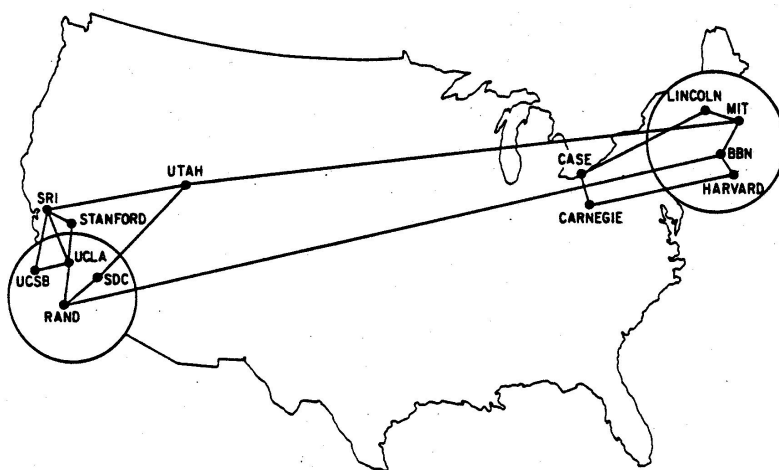 LINCOLN
MIT
BBN
CASE
HARVARD
UTAH
CARNEGIE
SRI
STANFORD
UCLA
UCSB
SDC
RAND